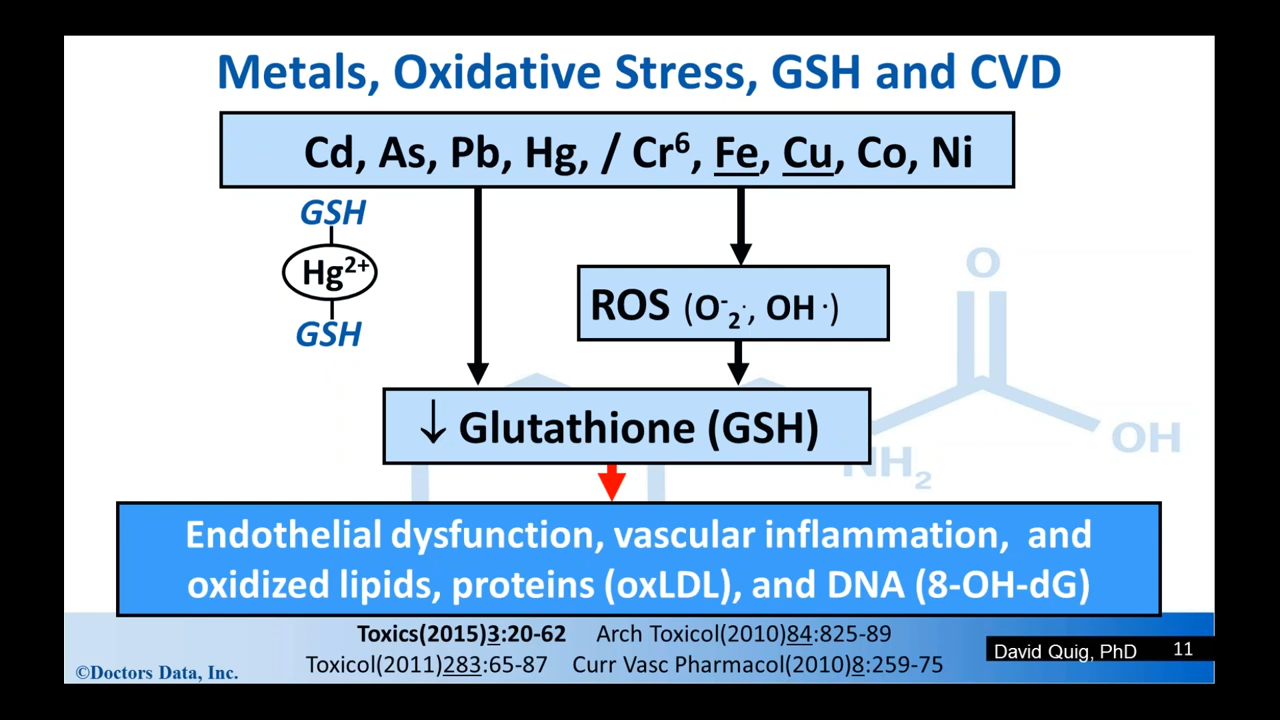 Metals, Oxidative Stress, GSH and CVD
Cd, As, Pb, Hg, / Cr⁶, Fe, Cu, Co, Ni
GSH
Hg²⁺
GSH
ROS (O⁻₂·, OH·)
↓ Glutathione (GSH)
O
OH
NH₂
Endothelial dysfunction, vascular inflammation, and
oxidized lipids, proteins (oxLDL), and DNA (8-OH-dG)
Toxics(2015)3:20-62 Arch Toxicol(2010)84:825-89
Toxicol(2011)283:65-87 Curr Vasc Pharmacol(2010)8:259-75
©Doctors Data, Inc.
David Quig, PhD 11